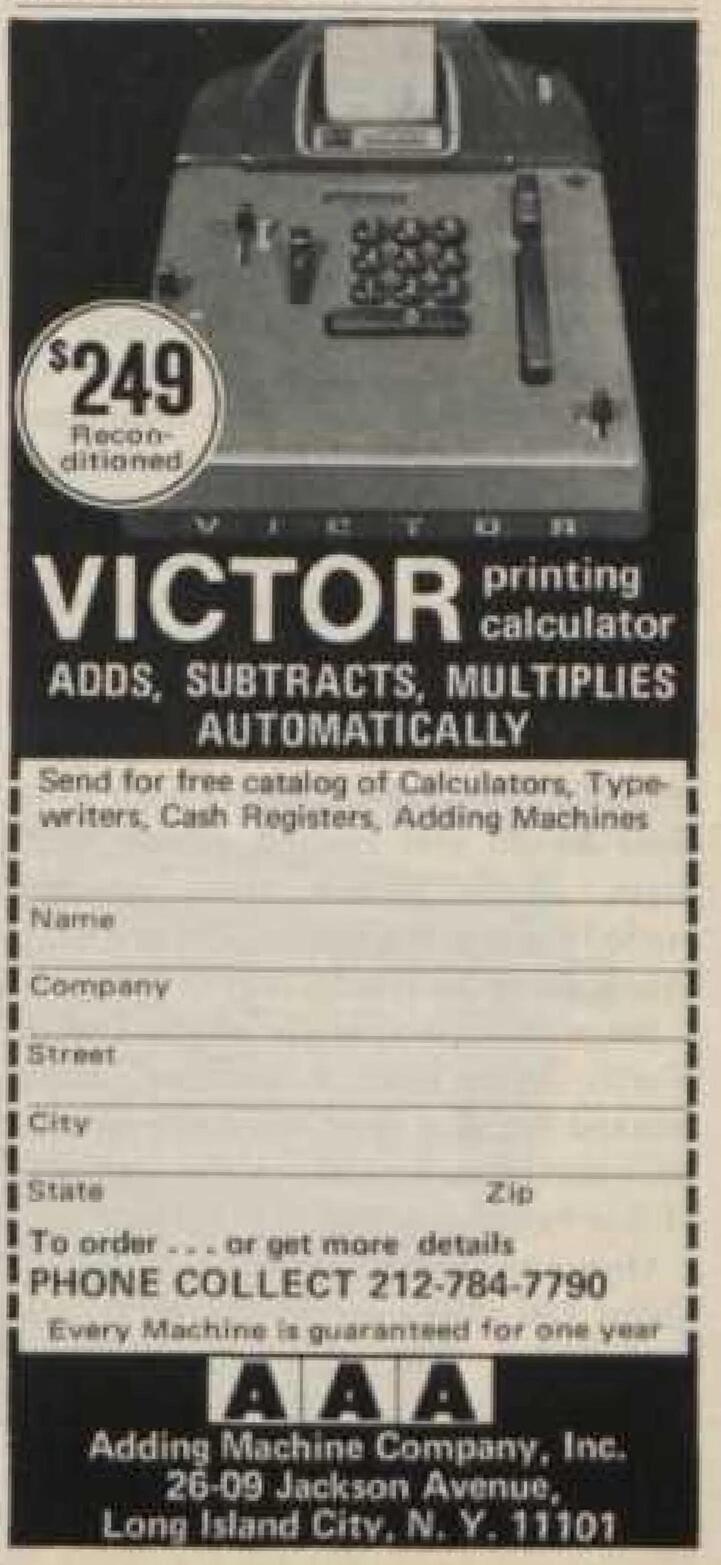 $249
Recon-
ditioned
VICTOR
VICTOR printing
calculator
ADDS, SUBTRACTS, MULTIPLIES
AUTOMATICALLY
Send for free catalog of Calculators, Type-
writers, Cash Registers, Adding Machines
Name
Company
Street
City
State Zip
To order . . . or get more details
PHONE COLLECT 212-784-7790
Every Machine is guaranteed for one year
AAA
Adding Machine Company, Inc.
26-09 Jackson Avenue,
Long Island City, N. Y. 11101